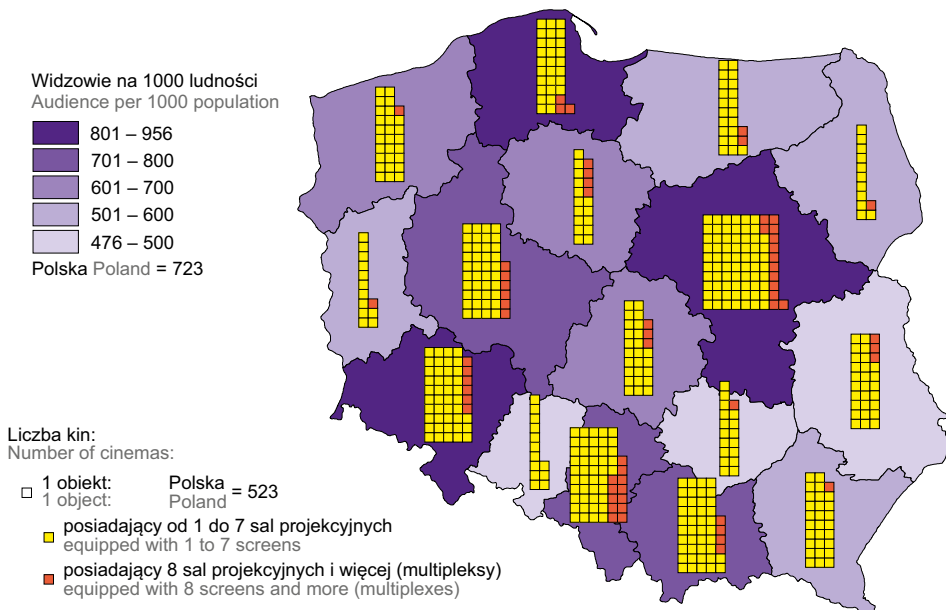 Widzowie na 1000 ludności
Audience per 1000 population
801 – 956
701 – 800
601 – 700
501 – 600
476 – 500
Polska Poland = 723
Liczba kin:
Number of cinemas:
1 obiekt:
1 object:
Polska
Poland = 523
posiadający od 1 do 7 sal projekcyjnych
equipped with 1 to 7 screens
posiadający 8 sal projekcyjnych i więcej (multipleksy)
equipped with 8 screens and more (multiplexes)